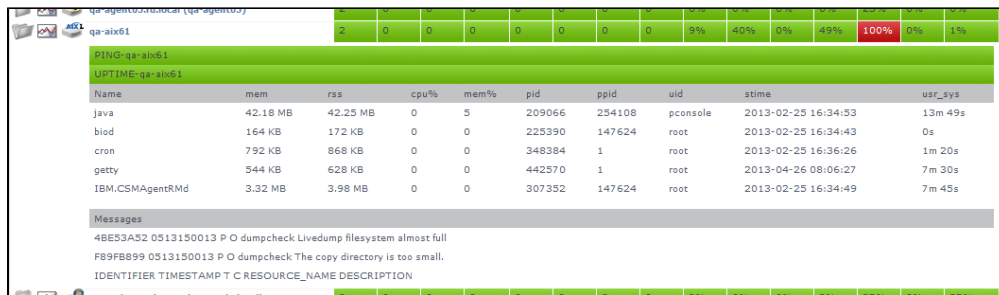 qa-agent03.rd.local (qa-agent03)
AIX qa-aix61 2 0 0 0 0 0 0 0 9% 40% 0% 49% 100% 0% 1%
PING-qa-aix61
UPTIME-qa-aix61
Name mem rss cpu% mem% pid ppid uid stime usr_sys
java 42.18 MB 42.25 MB 0 5 209066 254108 pconsole 2013-02-25 16:34:53 13m 49s
biod 164 KB 172 KB 0 0 225390 147624 root 2013-02-25 16:34:43 0s
cron 792 KB 868 KB 0 0 348384 1 root 2013-02-25 16:36:26 1m 20s
getty 544 KB 628 KB 0 0 442570 1 root 2013-04-26 08:06:27 7m 30s
IBM.CSMAgentRMd 3.32 MB 3.98 MB 0 0 307352 147624 root 2013-02-25 16:34:49 7m 45s
Messages
4BE53A52 0513150013 P O dumpcheck Livedump filesystem almost full
F89FB899 0513150013 P O dumpcheck The copy directory is too small.
IDENTIFIER TIMESTAMP T C RESOURCE_NAME DESCRIPTION